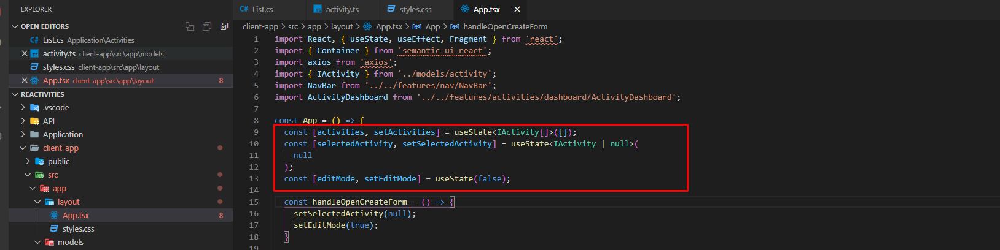 EXPLORER
OPEN EDITORS
C# List.cs Application\Activities
TS activity.ts client-app\src\app\models
styles.css client-app\src\app\layout
App.tsx client-app\src\app\layout 8
REACTIVITIES
.vscode
API
Application
client-app
public
src
app
layout
App.tsx 8
styles.css
models
C# List.cs
TS activity.ts
styles.css
App.tsx
client-app > src > app > layout > App.tsx > App > handleOpenCreateForm
1 import React, { useState, useEffect, Fragment } from 'react';
2 import { Container } from 'semantic-ui-react';
3 import axios from 'axios';
4 import { IActivity } from '../models/activity';
5 import NavBar from '../../features/nav/NavBar';
6 import ActivityDashboard from '../../features/activities/dashboard/ActivityDashboard';
7
8 const App = () => {
9 const [activities, setActivities] = useState<IActivity[]>([]);
10 const [selectedActivity, setSelectedActivity] = useState<IActivity | null>(
11 null
12 );
13 const [editMode, setEditMode] = useState(false);
14
15 const handleOpenCreateForm = () => {
16 setSelectedActivity(null);
17 setEditMode(true);
18 }
19